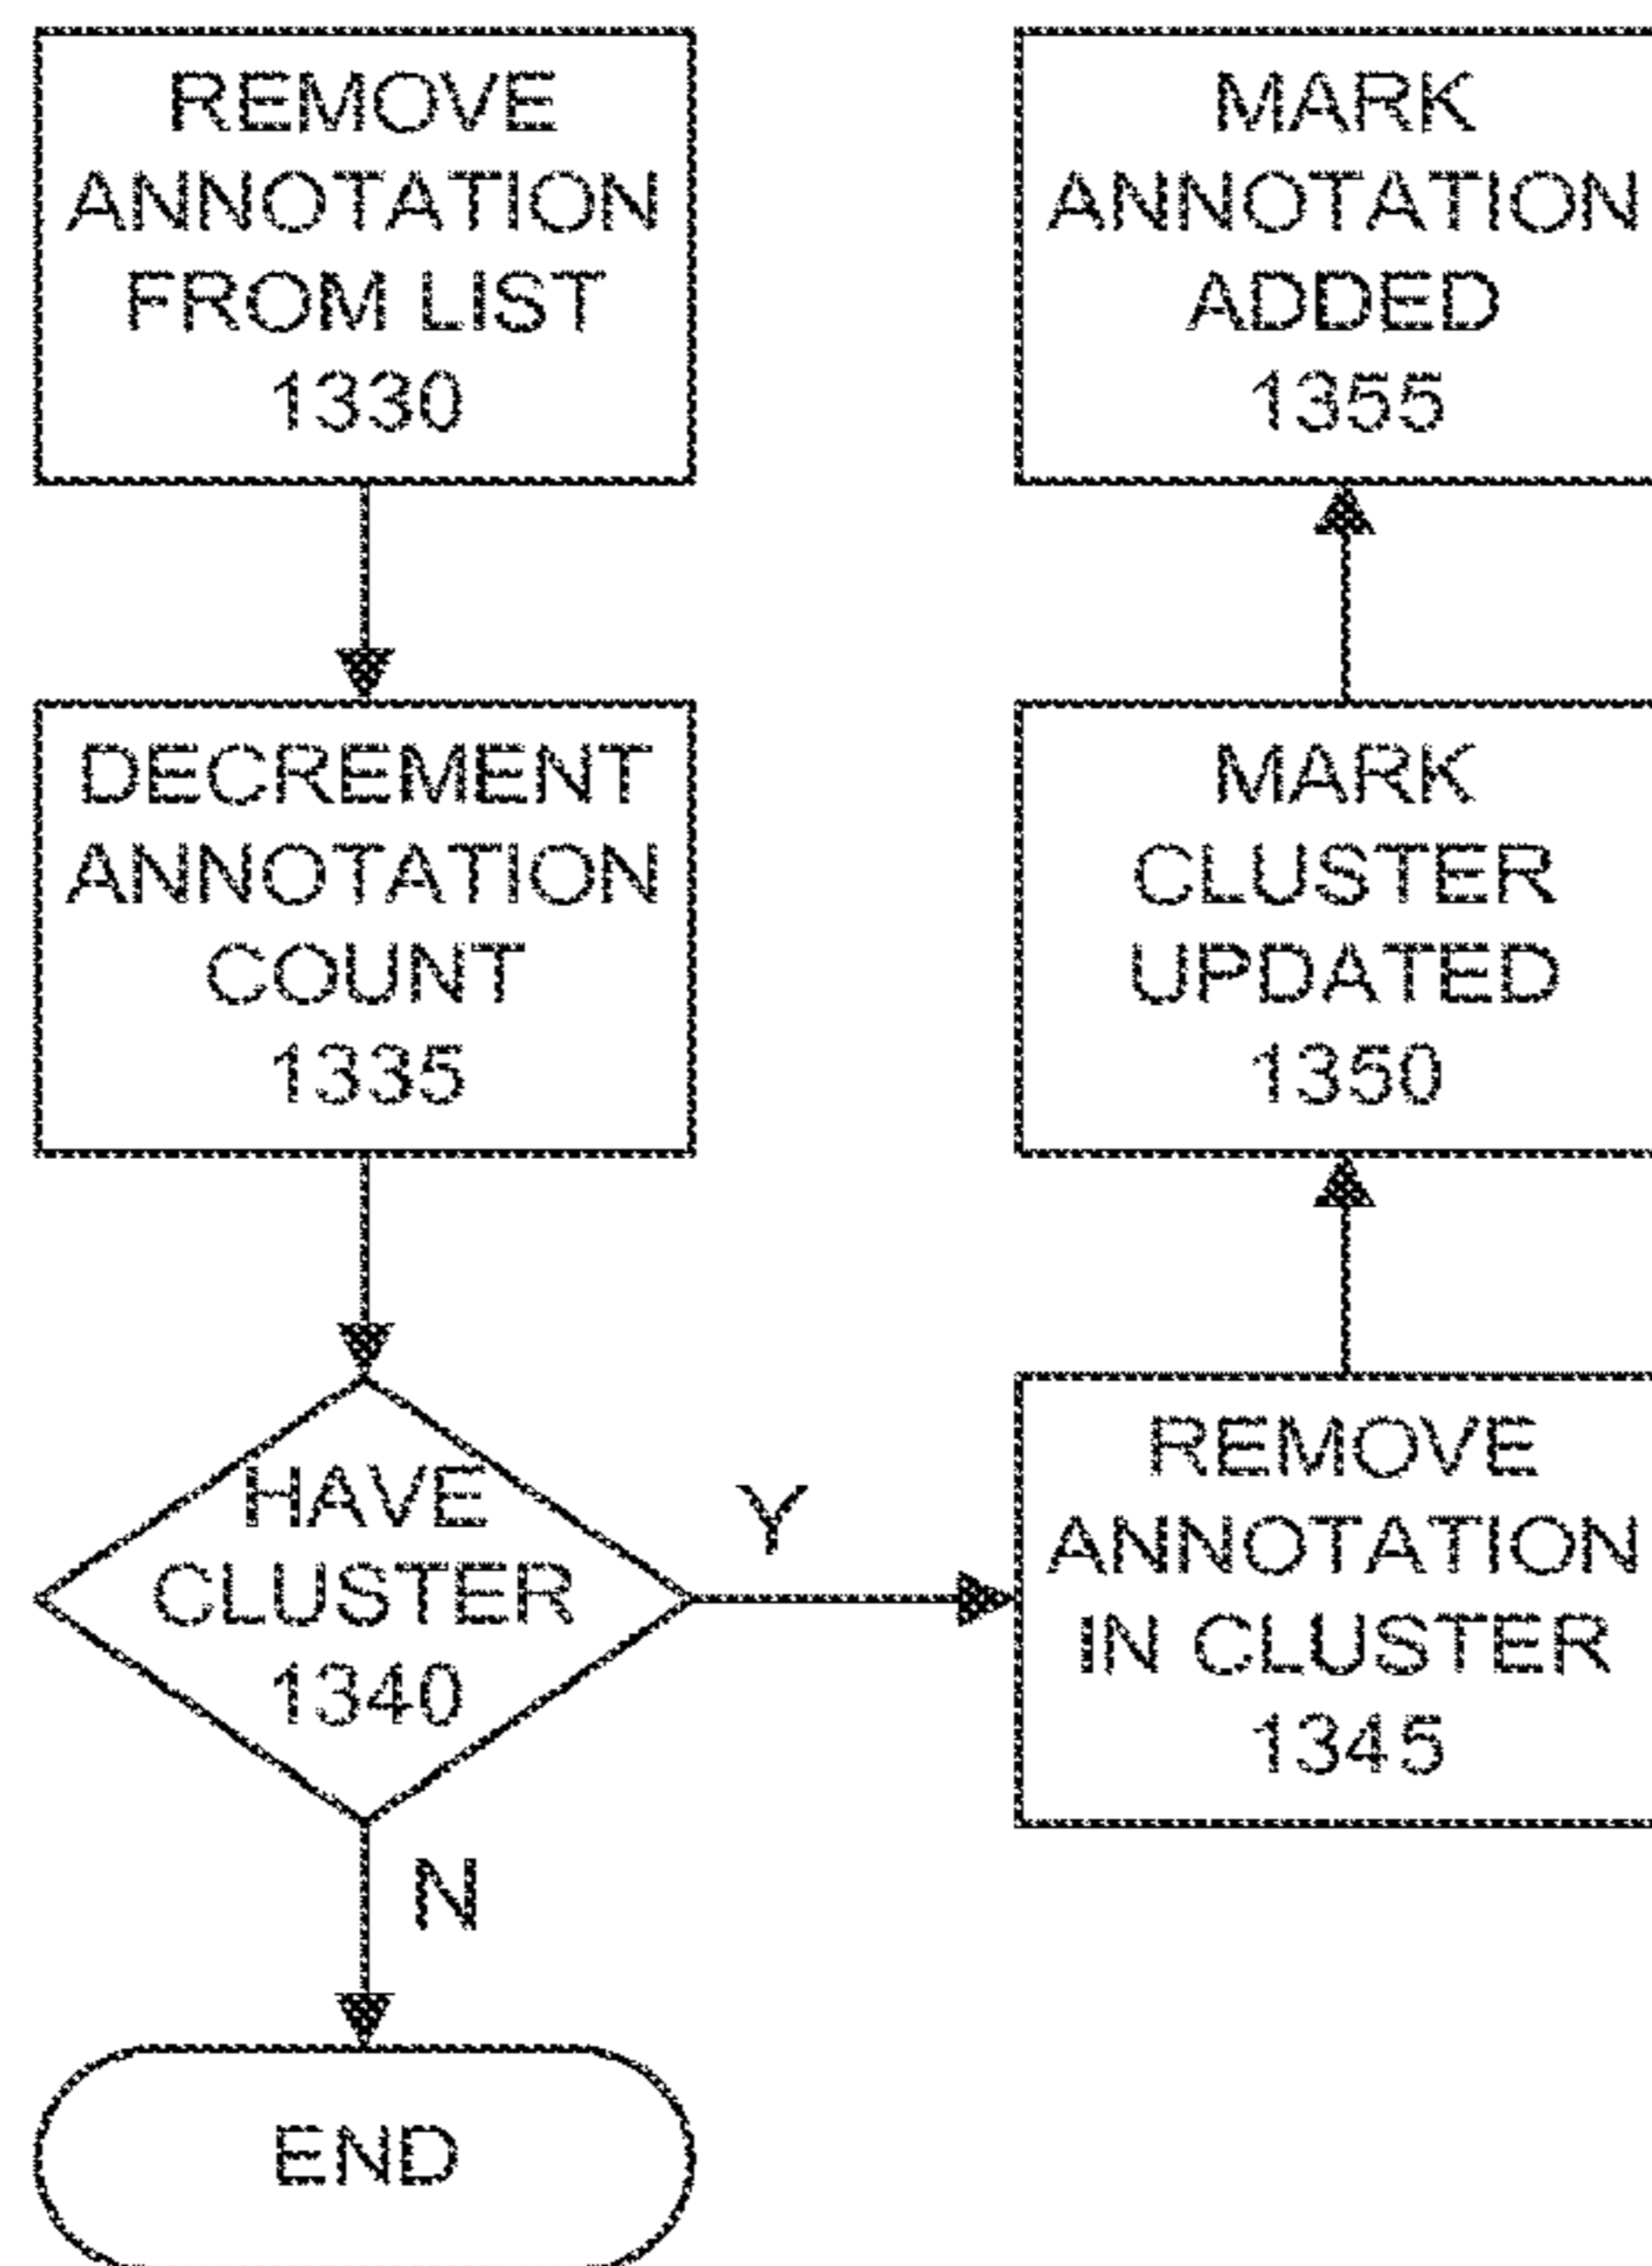 REMOVE
ANNOTATION
FROM LIST
1330
DECREMENT
ANNOTATION
COUNT
1335
HAVE
CLUSTER
1340
Y
N
END
REMOVE
ANNOTATION
IN CLUSTER
1345
MARK
CLUSTER
UPDATED
1350
MARK
ANNOTATION
ADDED
1355